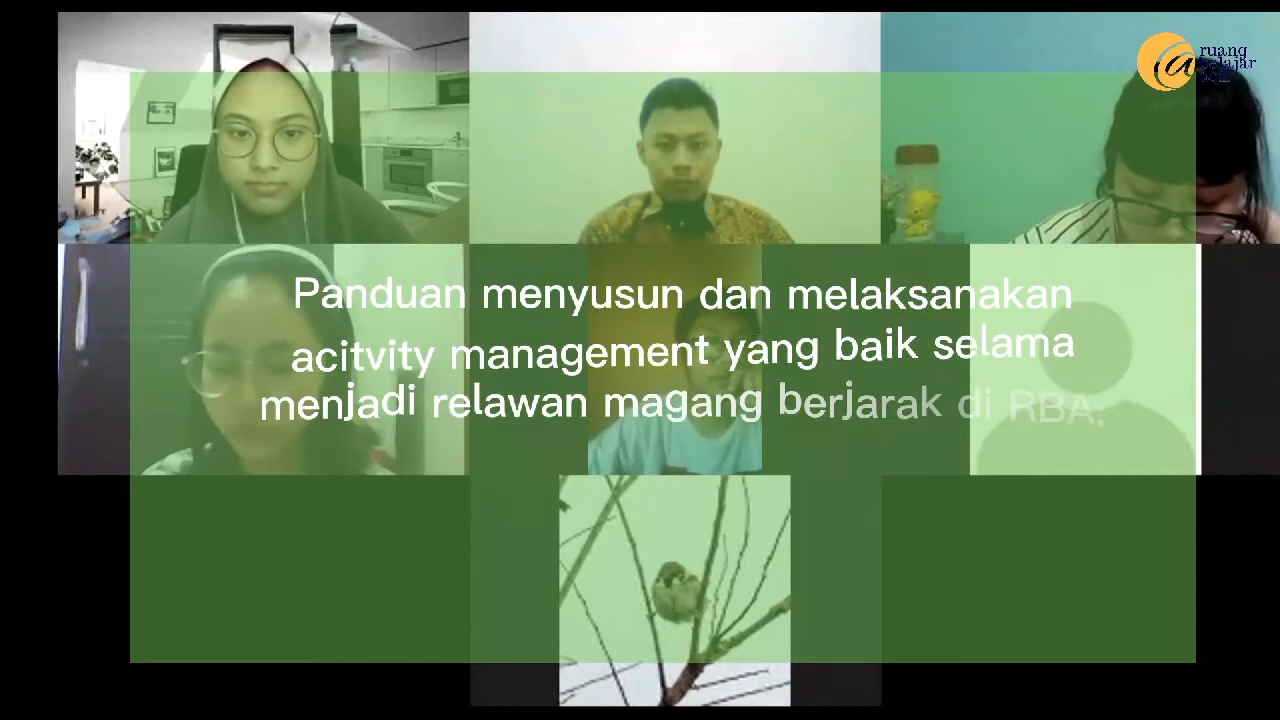 ruang
belajar
Panduan menyusun dan melaksanakan
acitvity management yang baik selama
menjadi relawan magang berjarak di RBA.